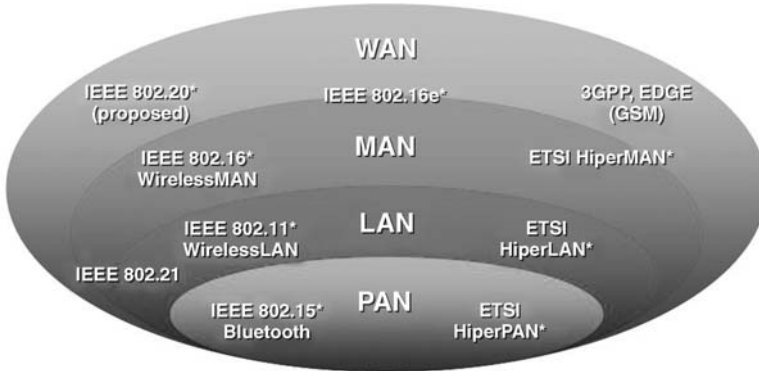 WAN
IEEE 802.20*
(proposed)
IEEE 802.16e*
3GPP, EDGE
(GSM)
MAN
IEEE 802.16*
WirelessMAN
ETSI HiperMAN*
LAN
IEEE 802.11*
WirelessLAN
ETSI
HiperLAN*
IEEE 802.21
PAN
IEEE 802.15*
Bluetooth
ETSI
HiperPAN*